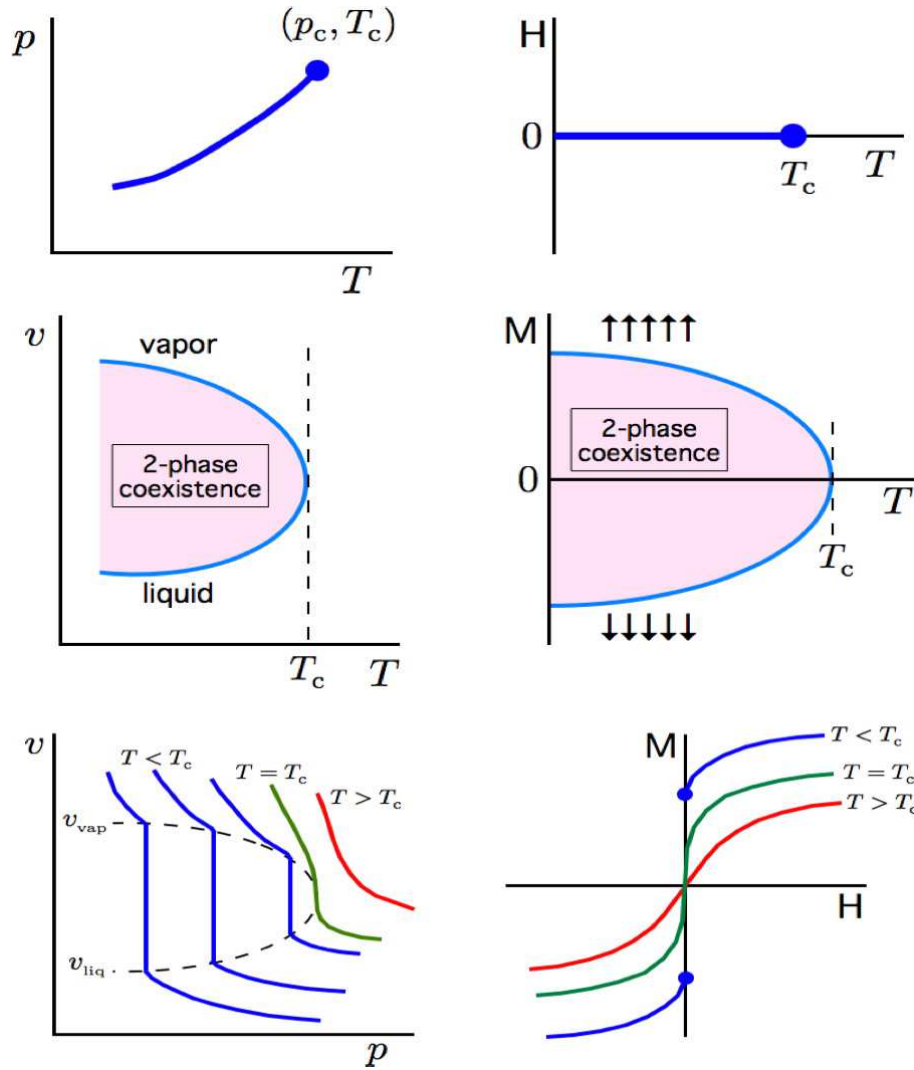 p
(p_c, T_c)
T
H
0
T_c
T
v
vapor
2-phase
coexistence
liquid
T_c
T
M
↑↑↑↑↑
2-phase
coexistence
0
T
T_c
↓↓↓↓↓
v
T < T_c
T = T_c
T > T_c
v_vap
v_liq
p
M
T < T_c
T = T_c
T > T_c
H